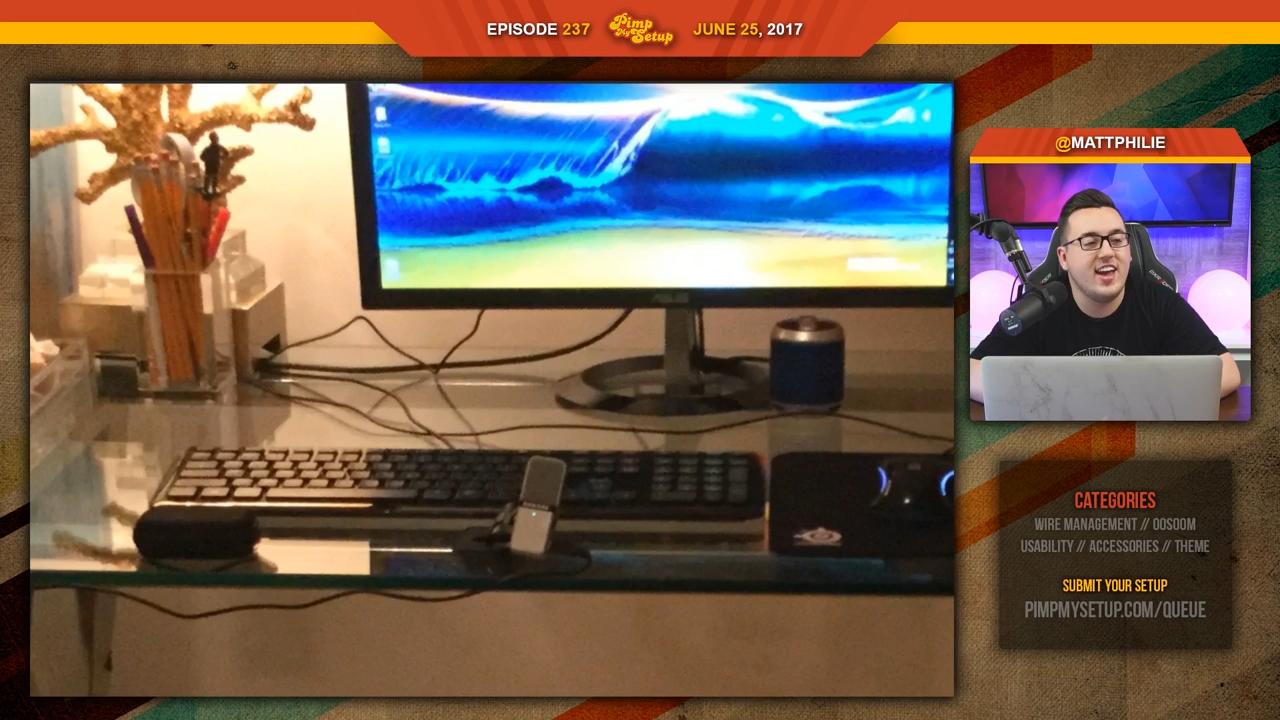 EPISODE 237
Pimp
My
Setup
JUNE 25, 2017
@MATTPHILIE
ASUS
CATEGORIES
WIRE MANAGEMENT // OOSOOM
USABILITY // ACCESSORIES // THEME
SUBMIT YOUR SETUP
PIMPMYSETUP.COM/QUEUE